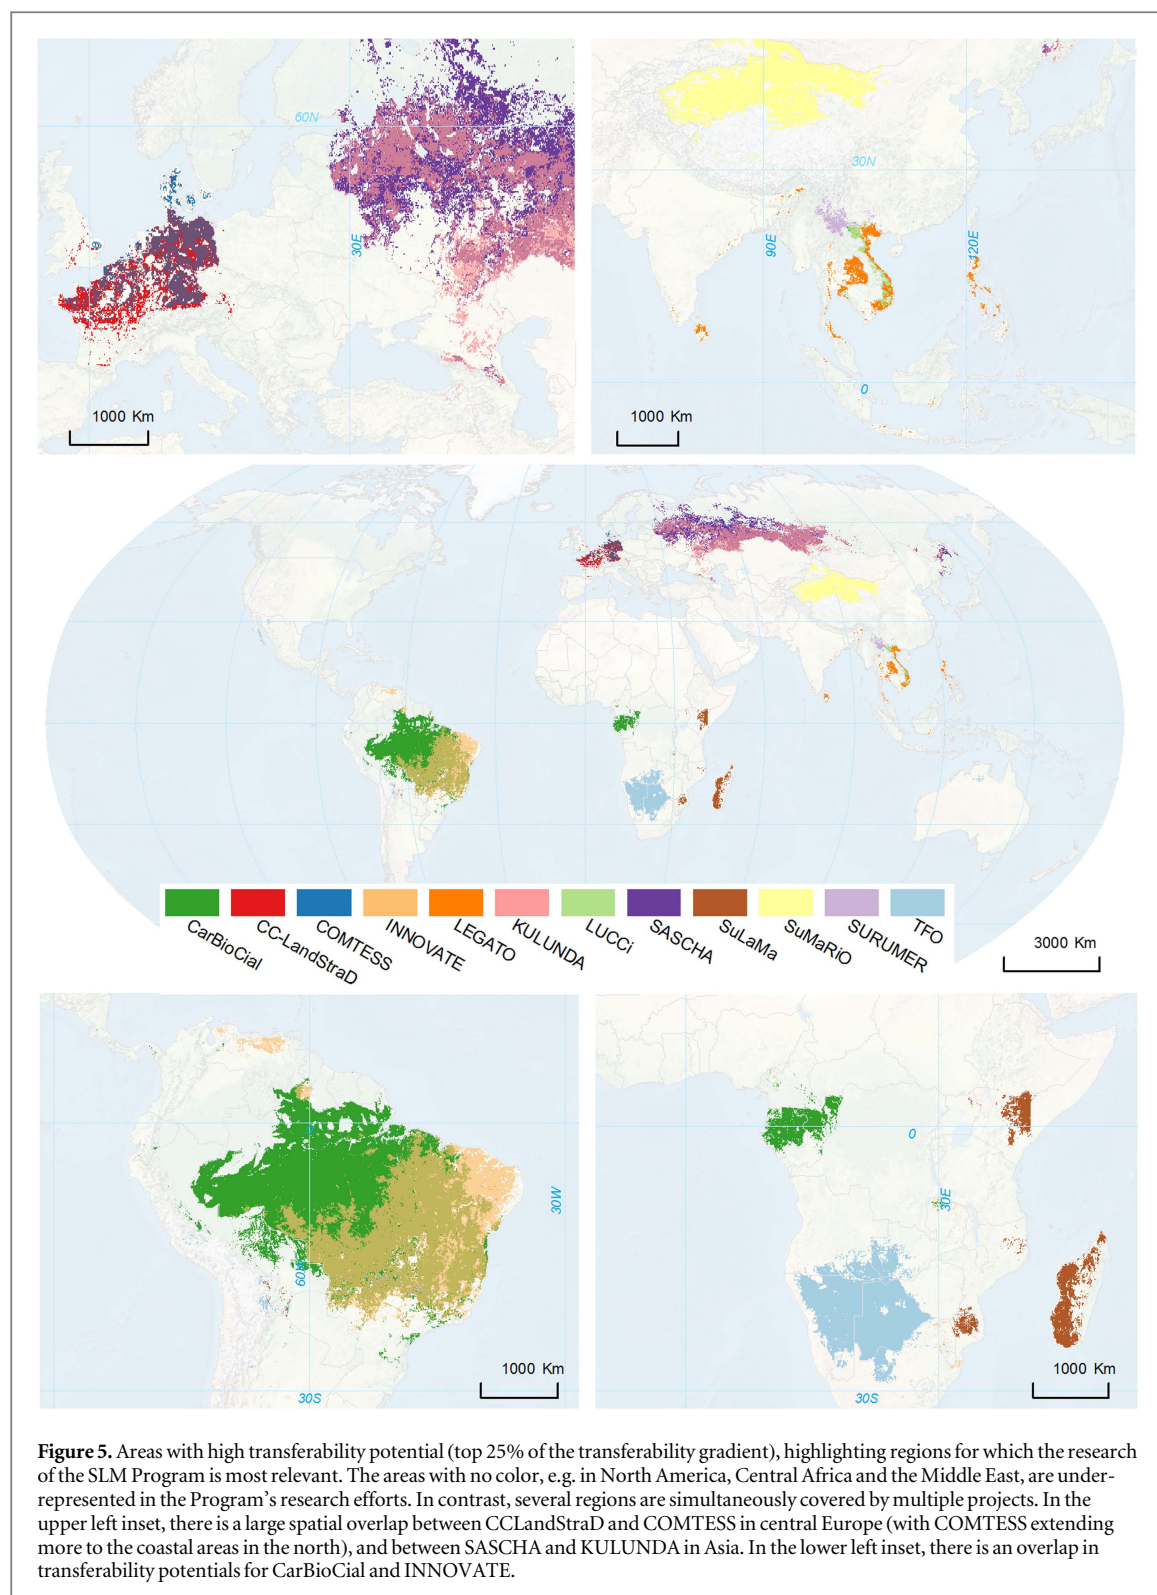 60N
30E
0
1000 Km
30N
90E
120E
0
1000 Km
CarBioCial
CC-LandStraD
COMTESS
INNOVATE
LEGATO
KULUNDA
LUCCi
SASCHA
SuLaMa
SuMaRiO
SURUMER
TFO
3000 Km
0
30W
60W
30S
1000 Km
0
30E
30S
1000 Km
Figure 5. Areas with high transferability potential (top 25% of the transferability gradient), highlighting regions for which the research
of the SLM Program is most relevant. The areas with no color, e.g. in North America, Central Africa and the Middle East, are under-
represented in the Program's research efforts. In contrast, several regions are simultaneously covered by multiple projects. In the
upper left inset, there is a large spatial overlap between CCLandStraD and COMTESS in central Europe (with COMTESS extending
more to the coastal areas in the north), and between SASCHA and KULUNDA in Asia. In the lower left inset, there is an overlap in
transferability potentials for CarBioCial and INNOVATE.